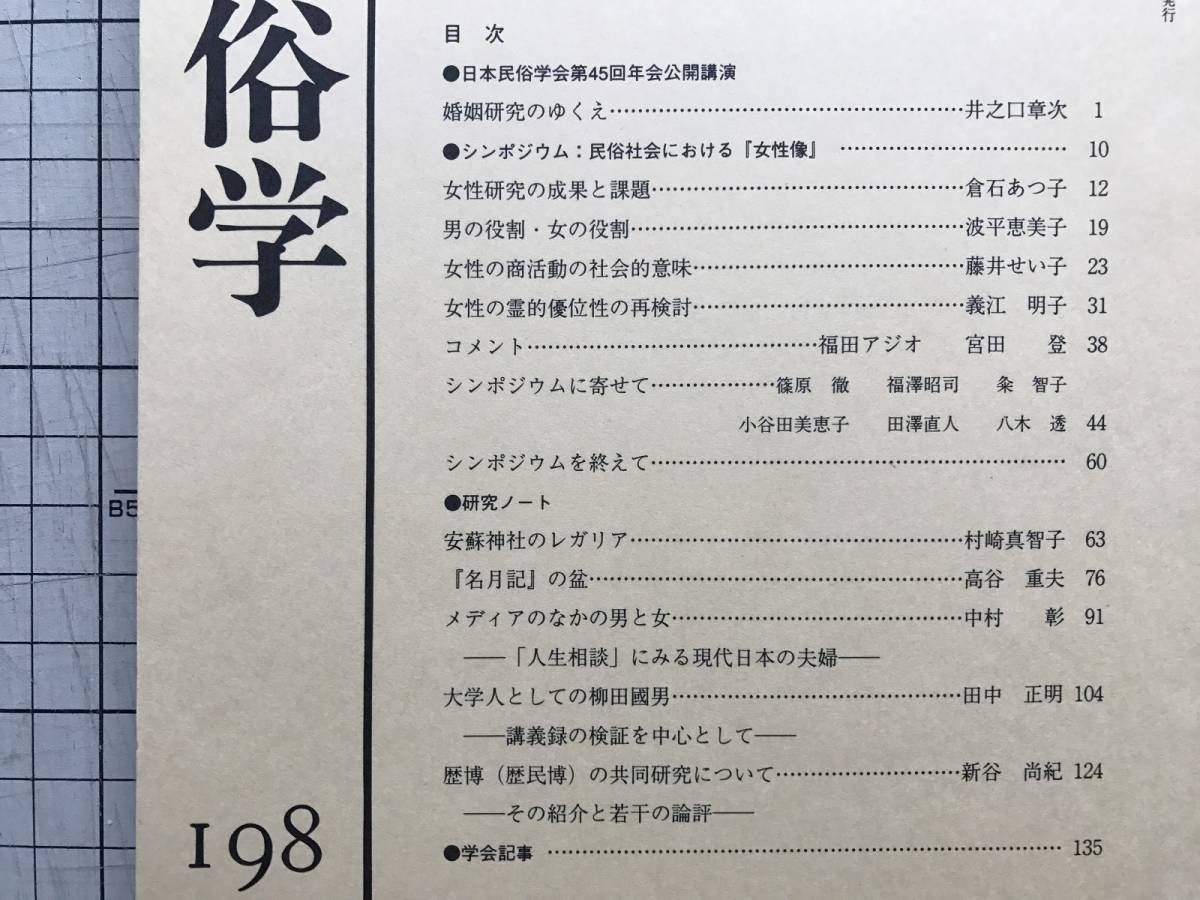 俗学
198
B5
発行
目 次
●日本民俗学会第45回年会公開講演
婚姻研究のゆくえ……………………………………………井之口章次 1
●シンポジウム：民俗社会における『女性像』 …………………………… 10
女性研究の成果と課題………………………………………倉石あつ子 12
男の役割・女の役割…………………………………………波平恵美子 19
女性の商活動の社会的意味…………………………………藤井せい子 23
女性の霊的優位性の再検討…………………………………義江 明子 31
コメント……………………………………福田アジオ 宮田 登 38
シンポジウムに寄せて………………篠原 徹 福澤昭司 粂 智子
小谷田美恵子 田澤直人 八木 透 44
シンポジウムを終えて…………………………………………………… 60
●研究ノート
安蘇神社のレガリア…………………………………………村崎真智子 63
『名月記』の盆………………………………………………高谷 重夫 76
メディアのなかの男と女……………………………………中村 彰 91
――「人生相談」にみる現代日本の夫婦――
大学人としての柳田國男……………………………………田中 正明 104
――講義録の検証を中心として――
歴博（歴民博）の共同研究について………………………新谷 尚紀 124
――その紹介と若干の論評――
●学会記事 ………………………………………………………………… 135